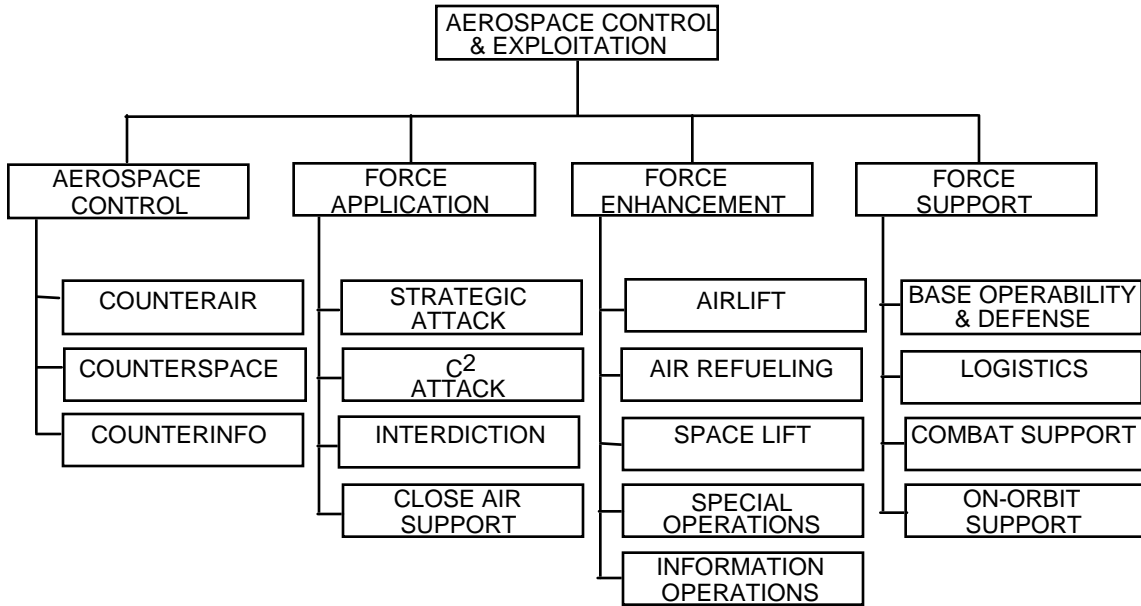 AEROSPACE CONTROL
& EXPLOITATION
AEROSPACE
CONTROL
FORCE
APPLICATION
FORCE
ENHANCEMENT
FORCE
SUPPORT
COUNTERAIR
COUNTERSPACE
COUNTERINFO
STRATEGIC
ATTACK
C²
ATTACK
INTERDICTION
CLOSE AIR
SUPPORT
AIRLIFT
AIR REFUELING
SPACE LIFT
SPECIAL
OPERATIONS
INFORMATION
OPERATIONS
BASE OPERABILITY
& DEFENSE
LOGISTICS
COMBAT SUPPORT
ON-ORBIT
SUPPORT